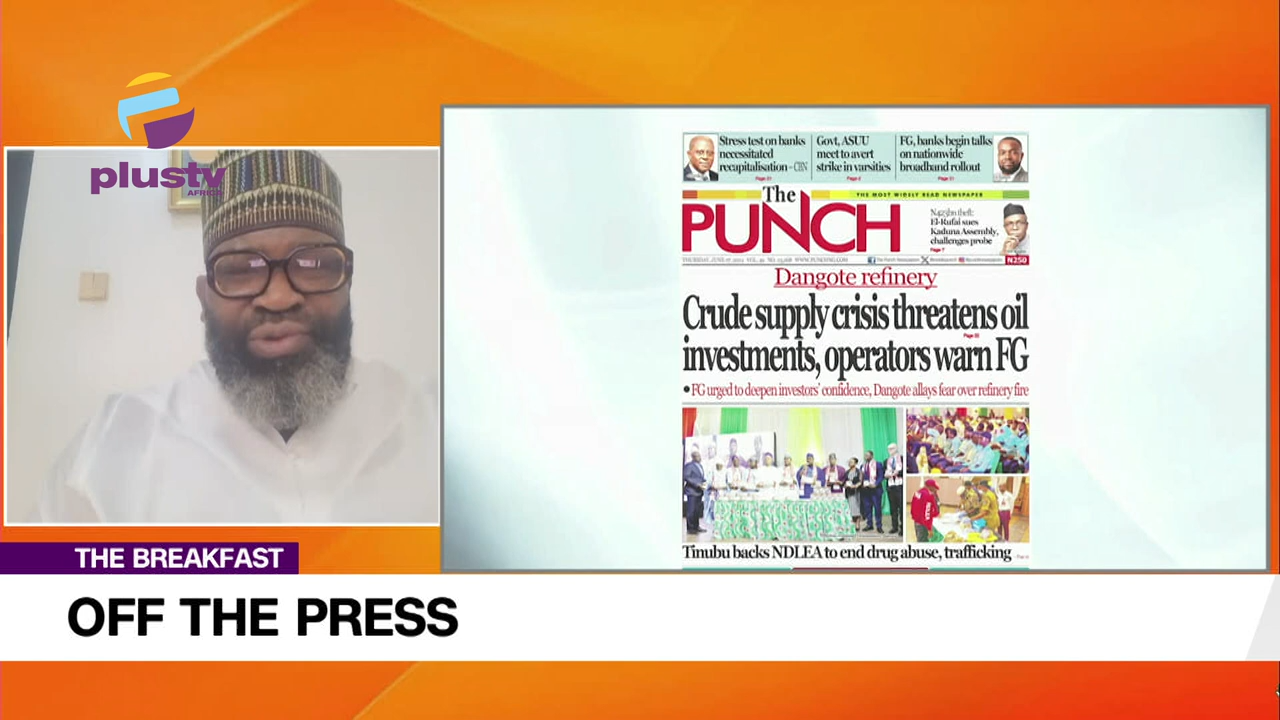 plustv
AFRICA
Stress test on banks
necessitated
recapitalisation – CBN
Govt, ASUU
meet to avert
strike in varsities
FG, banks begin talks
on nationwide
broadband rollout
The
PUNCH
THE MOST WIDELY READ NEWSPAPER
El-Rufai sues
Kaduna Assembly,
challenges probe
Page 7
N250
Dangote refinery
Crude supply crisis threatens oil
investments, operators warn FG
• FG urged to deepen investors' confidence, Dangote allays fear over refinery fire
Tinubu backs NDLEA to end drug abuse, trafficking
THE BREAKFAST
OFF THE PRESS